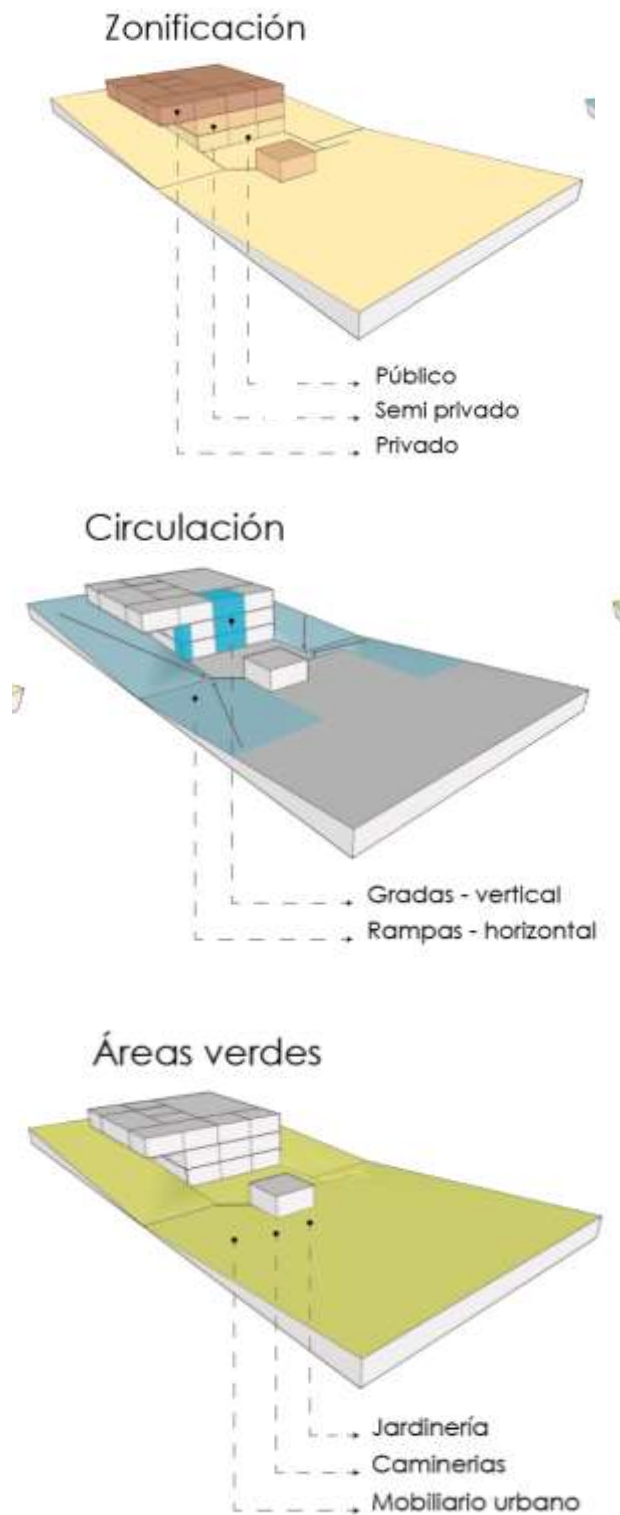 Zonificación
Público
Semi privado
Privado
Circulación
Gradas - vertical
Rampas - horizontal
Áreas verdes
Jardinería
Caminerias
Mobiliario urbano